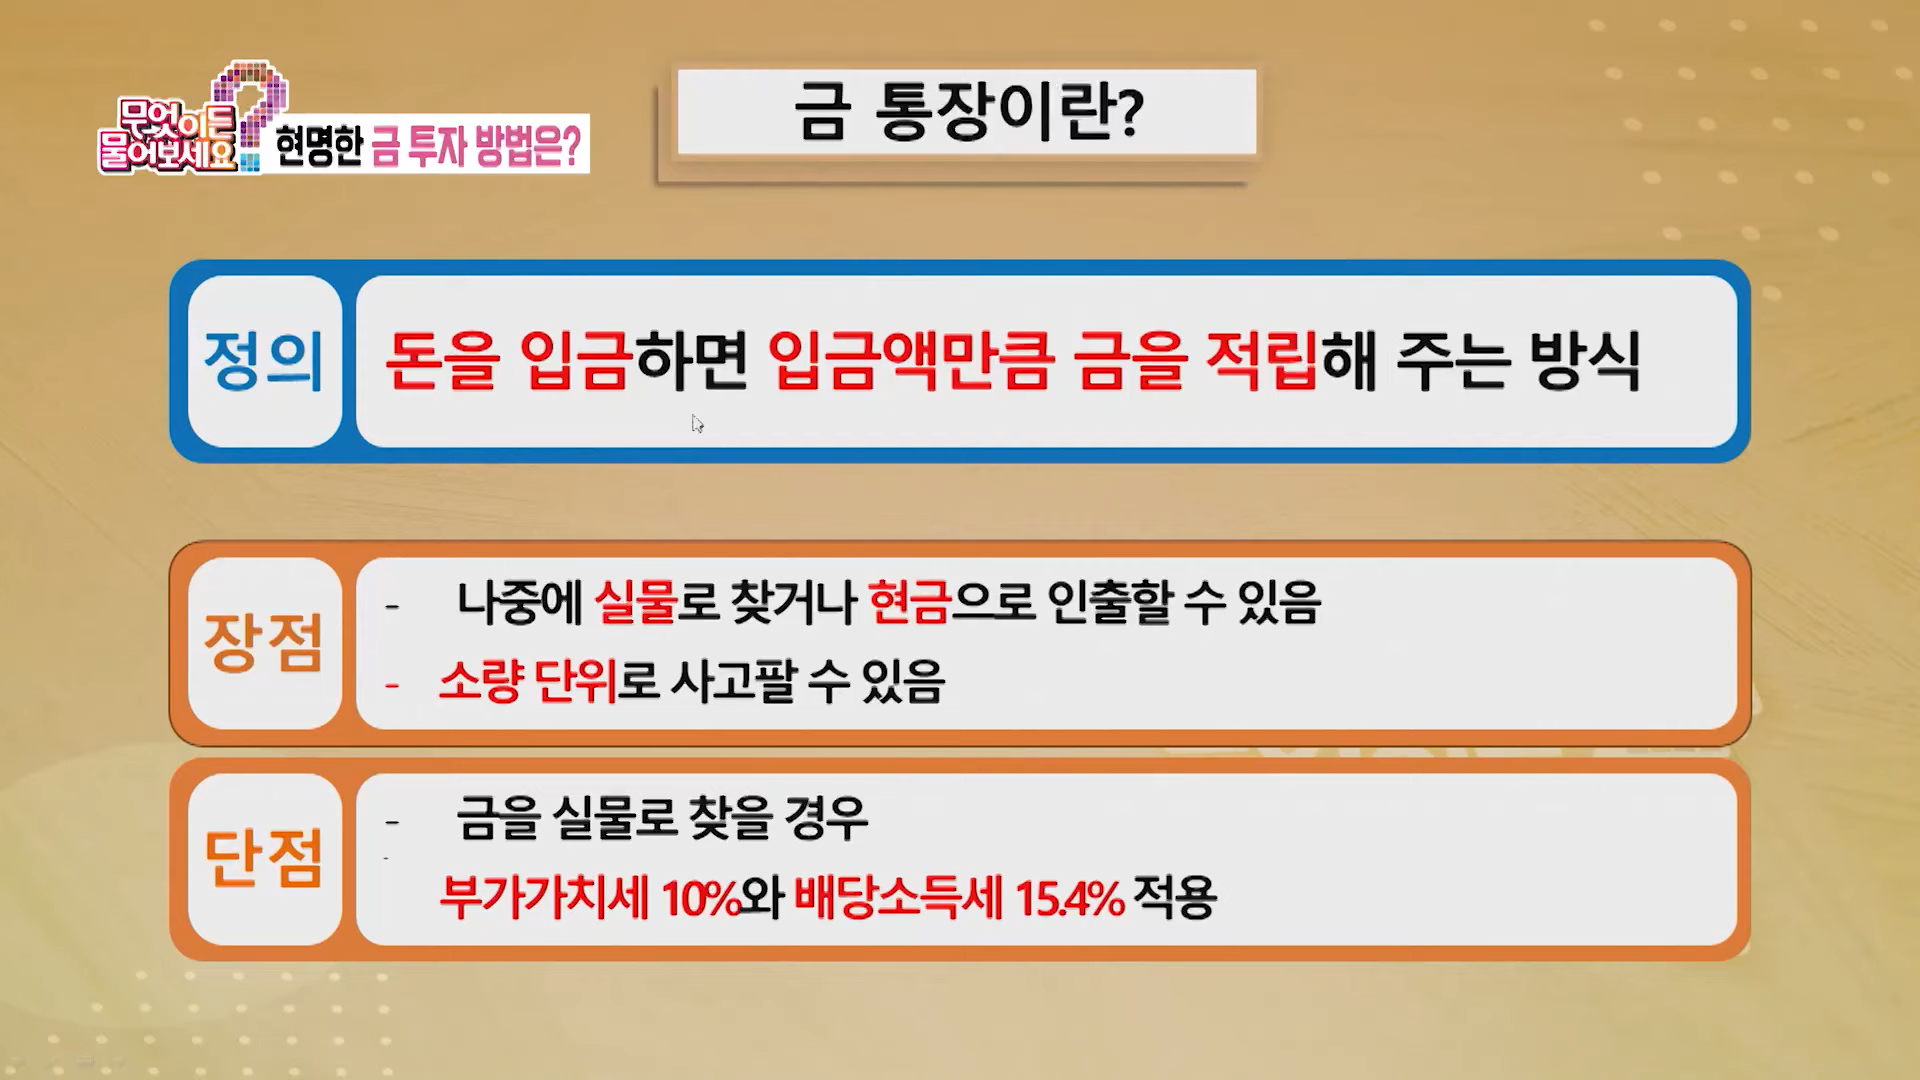 무엇이든
물어보세요
현명한 금 투자 방법은?
금 통장이란?
정의
돈을 입금하면 입금액만큼 금을 적립해 주는 방식
장점
- 나중에 실물로 찾거나 현금으로 인출할 수 있음
- 소량 단위로 사고팔 수 있음
단점
- 금을 실물로 찾을 경우
-
부가가치세 10%와 배당소득세 15.4% 적용